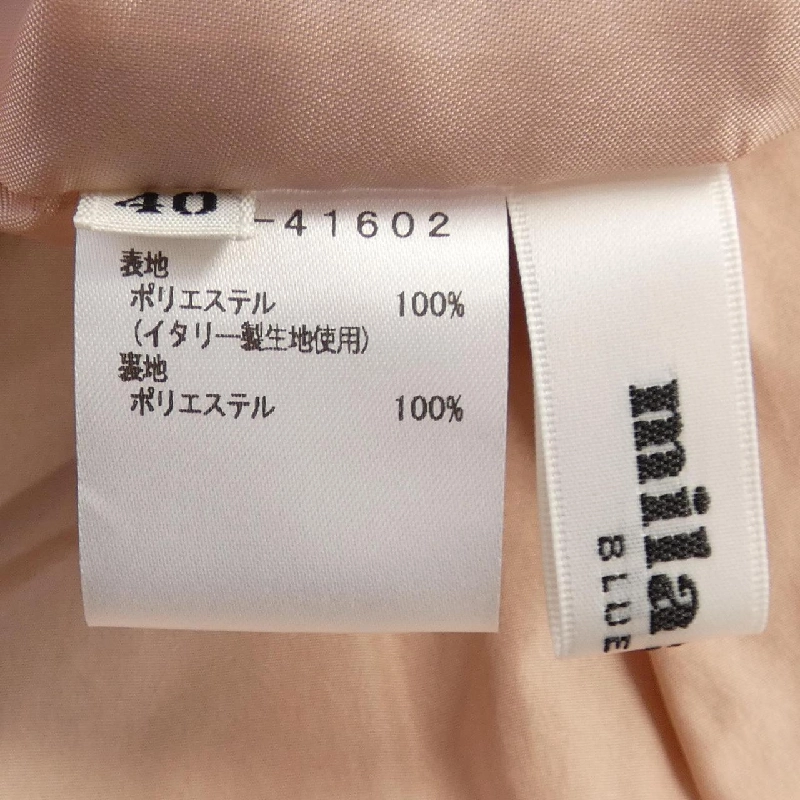 40
-41602
表地
ポリエステル 100%
(イタリー製生地使用)
裏地
ポリエステル 100%
mila
BLUE